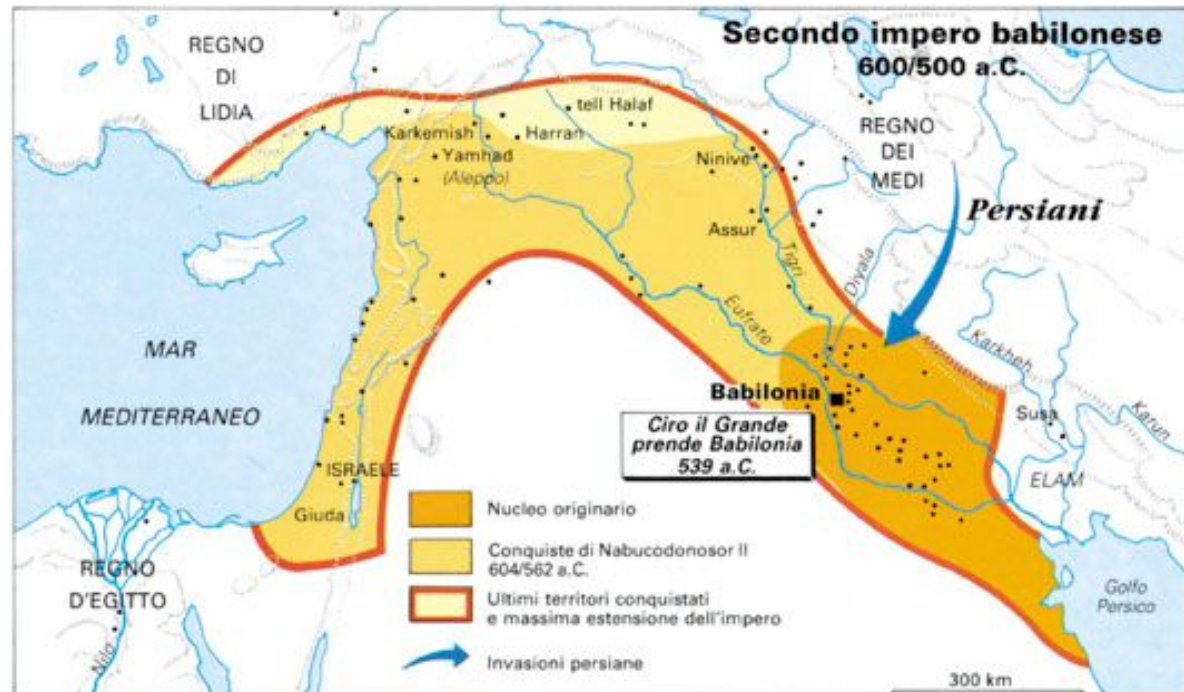 Secondo impero babilonese
600/500 a.C.
REGNO
DI
LIDIA
tell Halaf
Karkemish
Harran
Yamhad
(Aleppo)
Ninive
REGNO
DEI
MEDI
Persiani
Assur
Tigri
Diyala
Eufrate
Karkheh
MAR
MEDITERRANEO
Babilonia
Susa
Karun
Ciro il Grande
prende Babilonia
539 a.C.
ISRAELE
ELAM
Giuda
Nucleo originario
Conquiste di Nabucodonosor II
604/562 a.C.
REGNO
D'EGITTO
Golfo
Persico
Ultimi territori conquistati
e massima estensione dell'impero
Nilo
Invasioni persiane
300 km